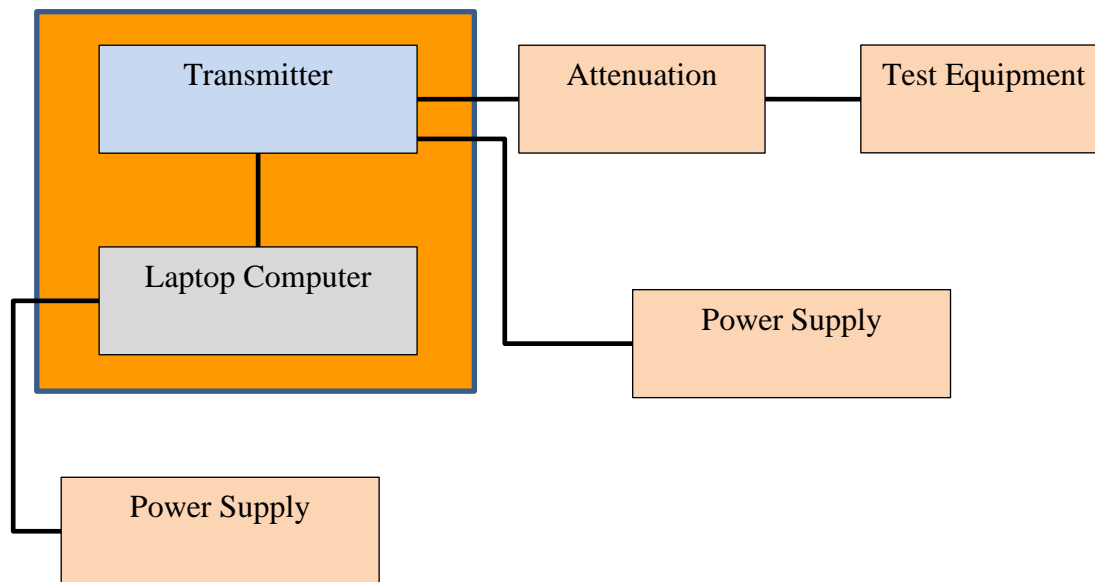 Transmitter
Attenuation
Test Equipment
Laptop Computer
Power Supply
Power Supply